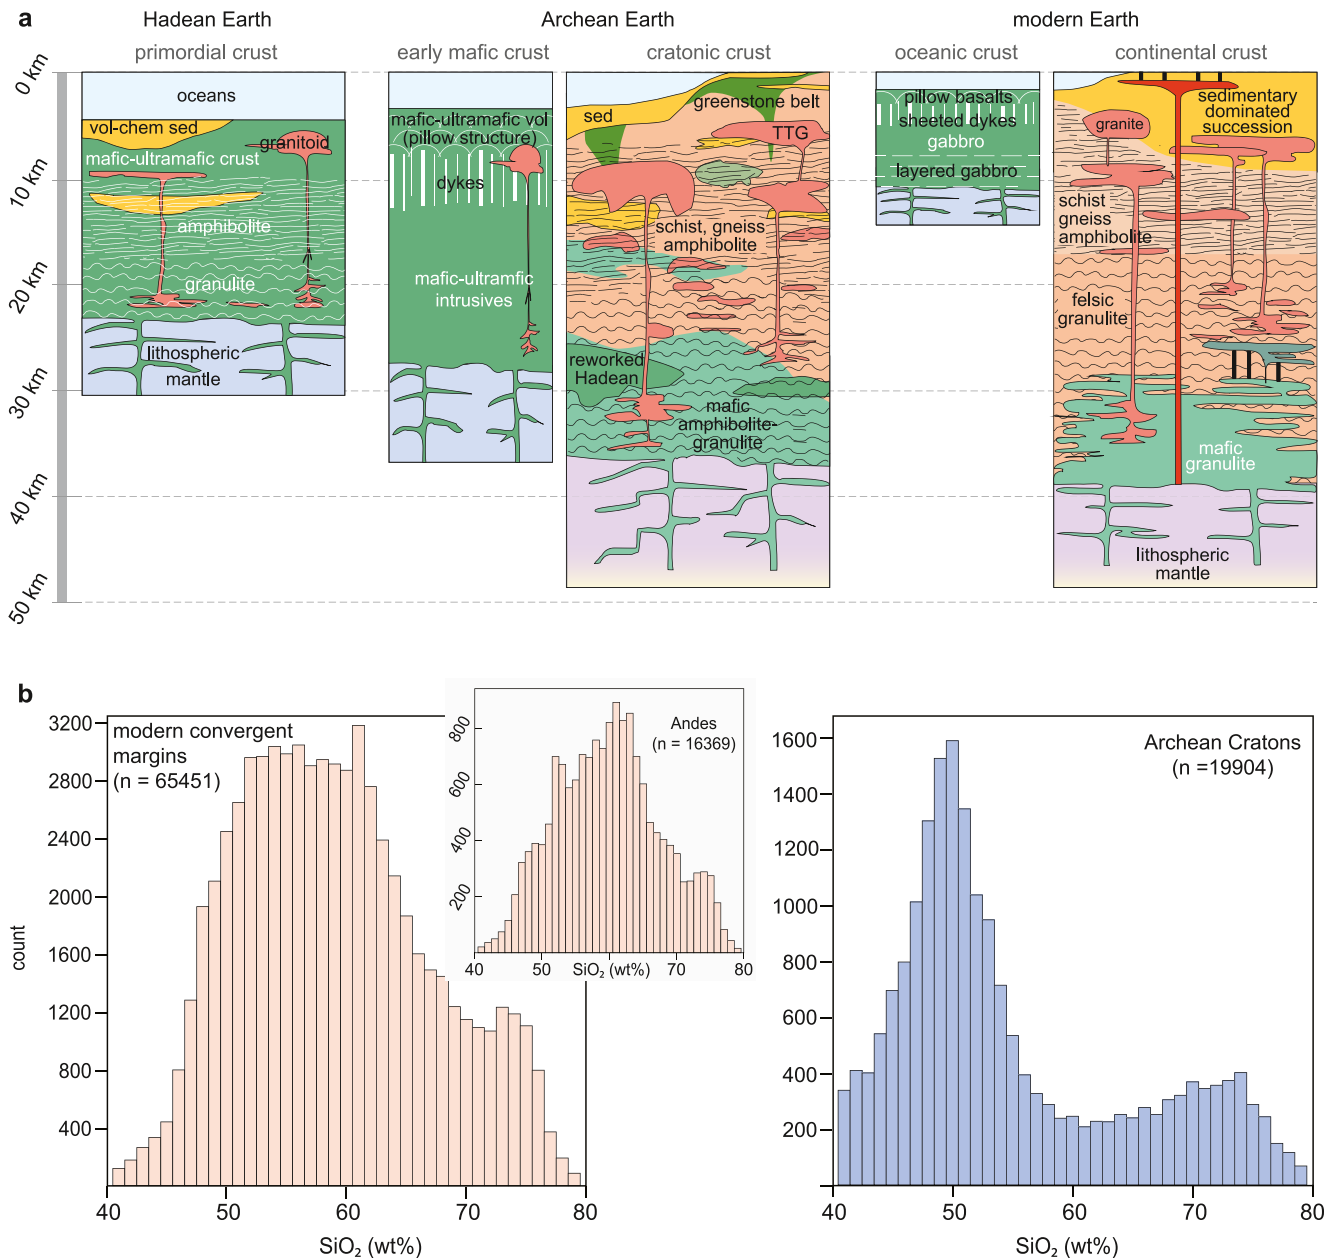 a
Hadean Earth
Archean Earth
modern Earth
primordial crust
early mafic crust
cratonic crust
oceanic crust
continental crust
0 km
10 km
20 km
30 km
40 km
50 km
oceans
vol-chem sed
granitoid
mafic-ultramafic crust
amphibolite
granulite
lithospheric
mantle
mafic-ultramafic vol
(pillow structure)
dykes
mafic-ultramfic
intrusives
sed
greenstone belt
TTG
schist, gneiss
amphibolite
reworked
Hadean
mafic
amphibolite-
granulite
pillow basalts
sheeted dykes
gabbro
layered gabbro
granite
sedimentary
dominated
succession
schist
gneiss
amphibolite
felsic
granulite
mafic
granulite
lithospheric
mantle
b
modern convergent
margins
(n = 65451)
3200
2800
2400
2000
1600
1200
800
400
count
40
50
60
70
80
SiO₂ (wt%)
Andes
(n = 16369)
800
600
400
200
40
50
70
80
SiO₂ (wt%)
Archean Cratons
(n =19904)
1600
1400
1200
1000
800
600
400
200
40
50
60
70
80
SiO₂ (wt%)